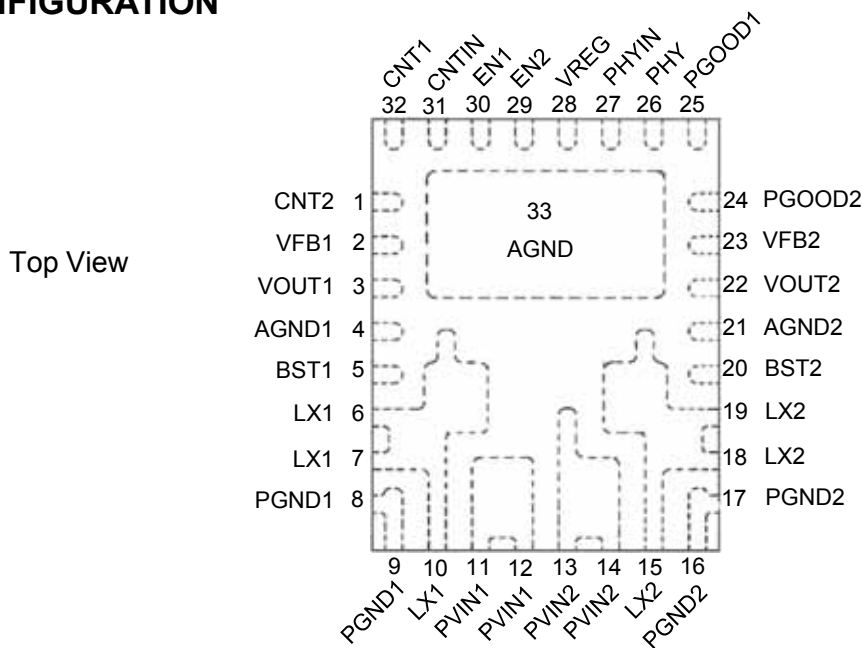 NFIGURATION
CNT1 CNTIN EN1 EN2 VREG PHYIN PHY PGOOD1
32 31 30 29 28 27 26 25
CNT2 1
VFB1 2
VOUT1 3
AGND1 4
BST1 5
LX1 6
LX1 7
PGND1 8
Top View
33
AGND
24 PGOOD2
23 VFB2
22 VOUT2
21 AGND2
20 BST2
19 LX2
18 LX2
17 PGND2
9 10 11 12 13 14 15 16
PGND1 LX1 PVIN1 PVIN1 PVIN2 PVIN2 LX2 PGND2